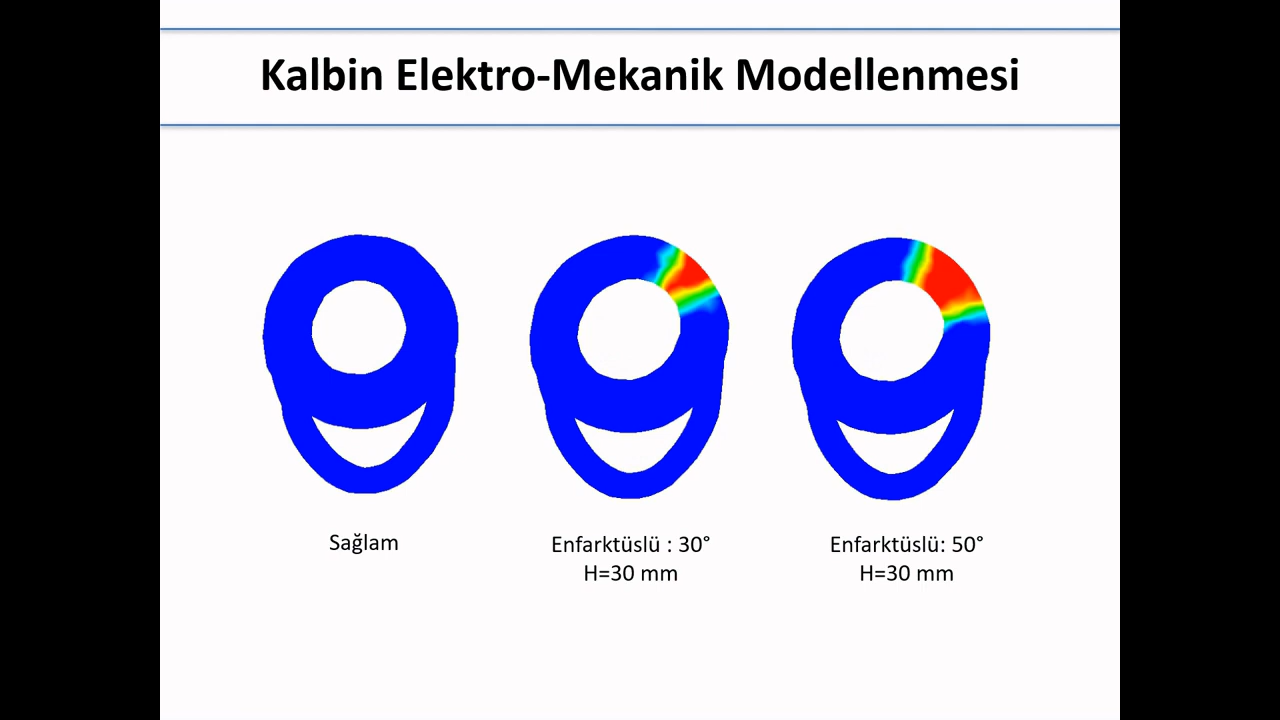 Kalbin Elektro-Mekanik Modellenmesi
Sağlam
Enfarktüslü : 30°
H=30 mm
Enfarktüslü: 50°
H=30 mm